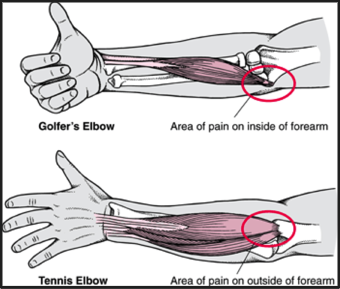 Golfer's Elbow
Area of pain on inside of forearm
Tennis Elbow
Area of pain on outside of forearm